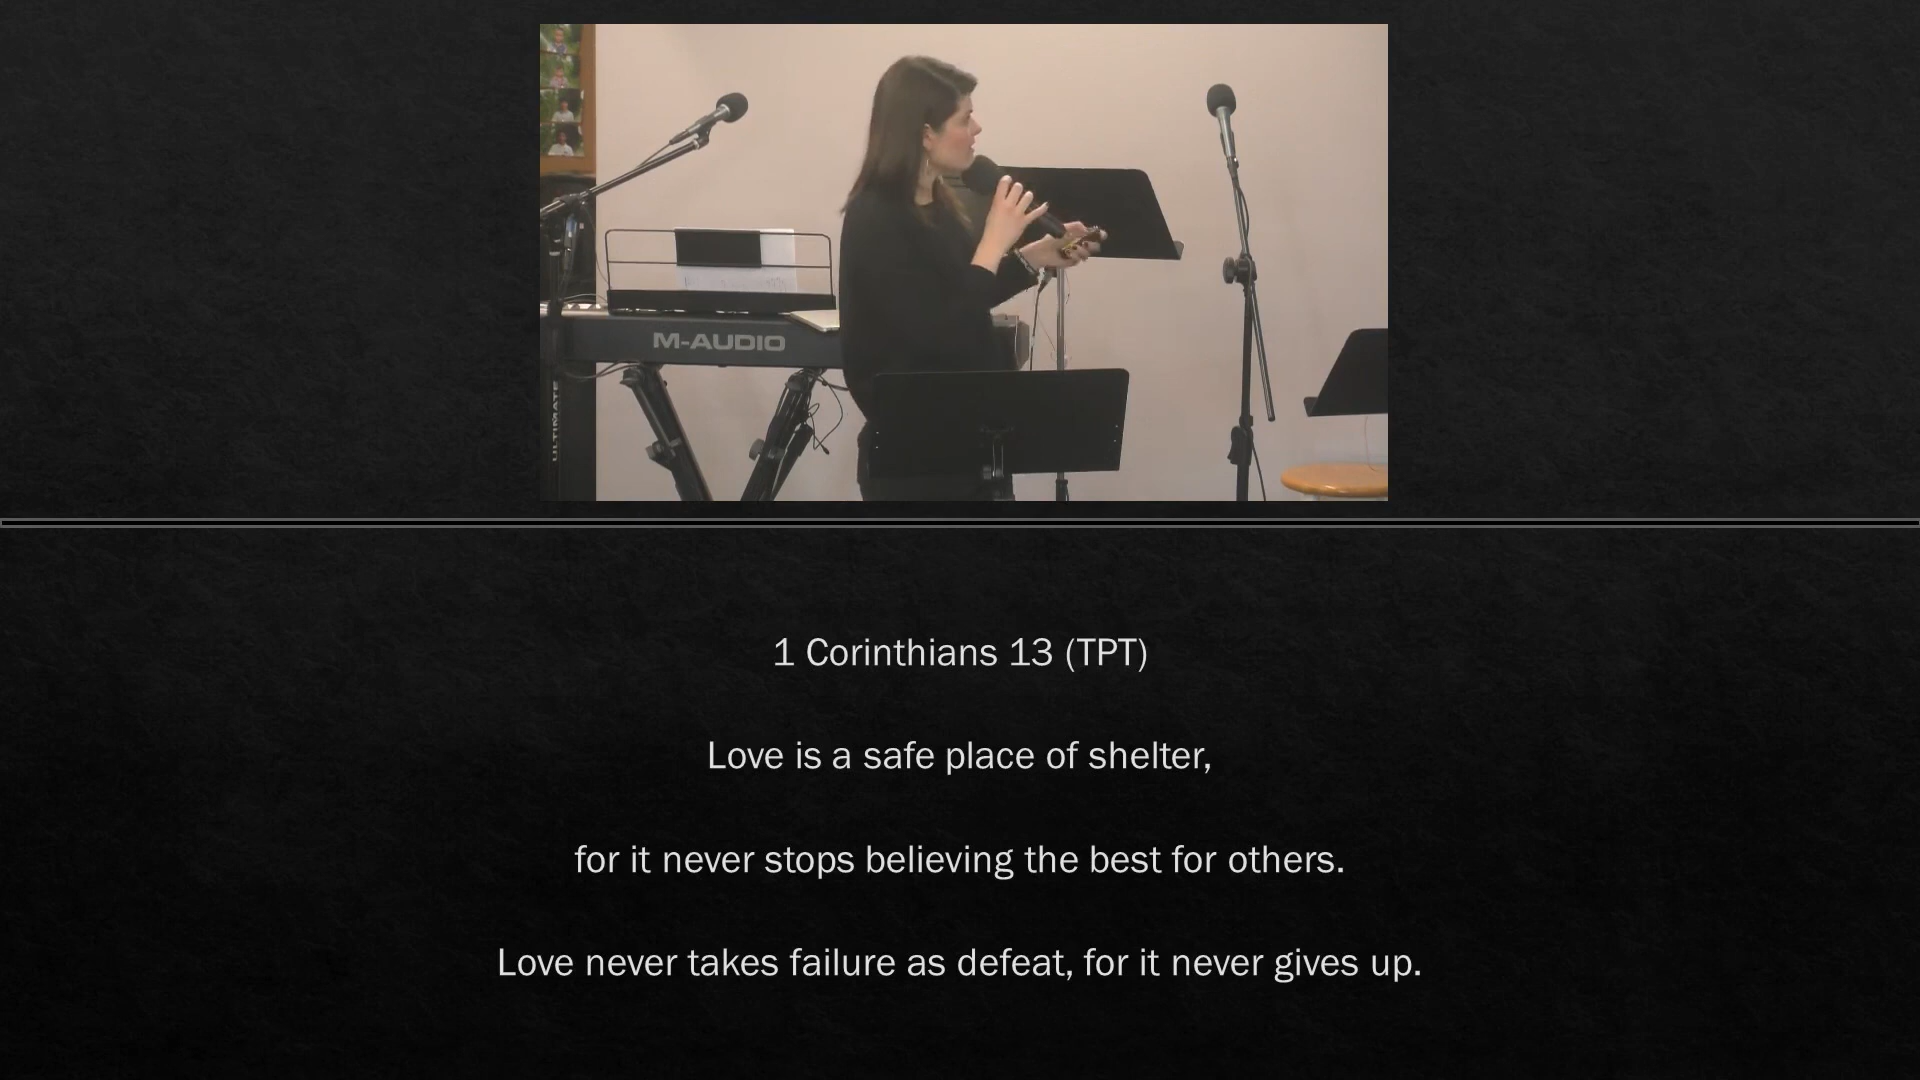 M-AUDIO
ULTIMATE
1 Corinthians 13 (TPT)
Love is a safe place of shelter,
for it never stops believing the best for others.
Love never takes failure as defeat, for it never gives up.